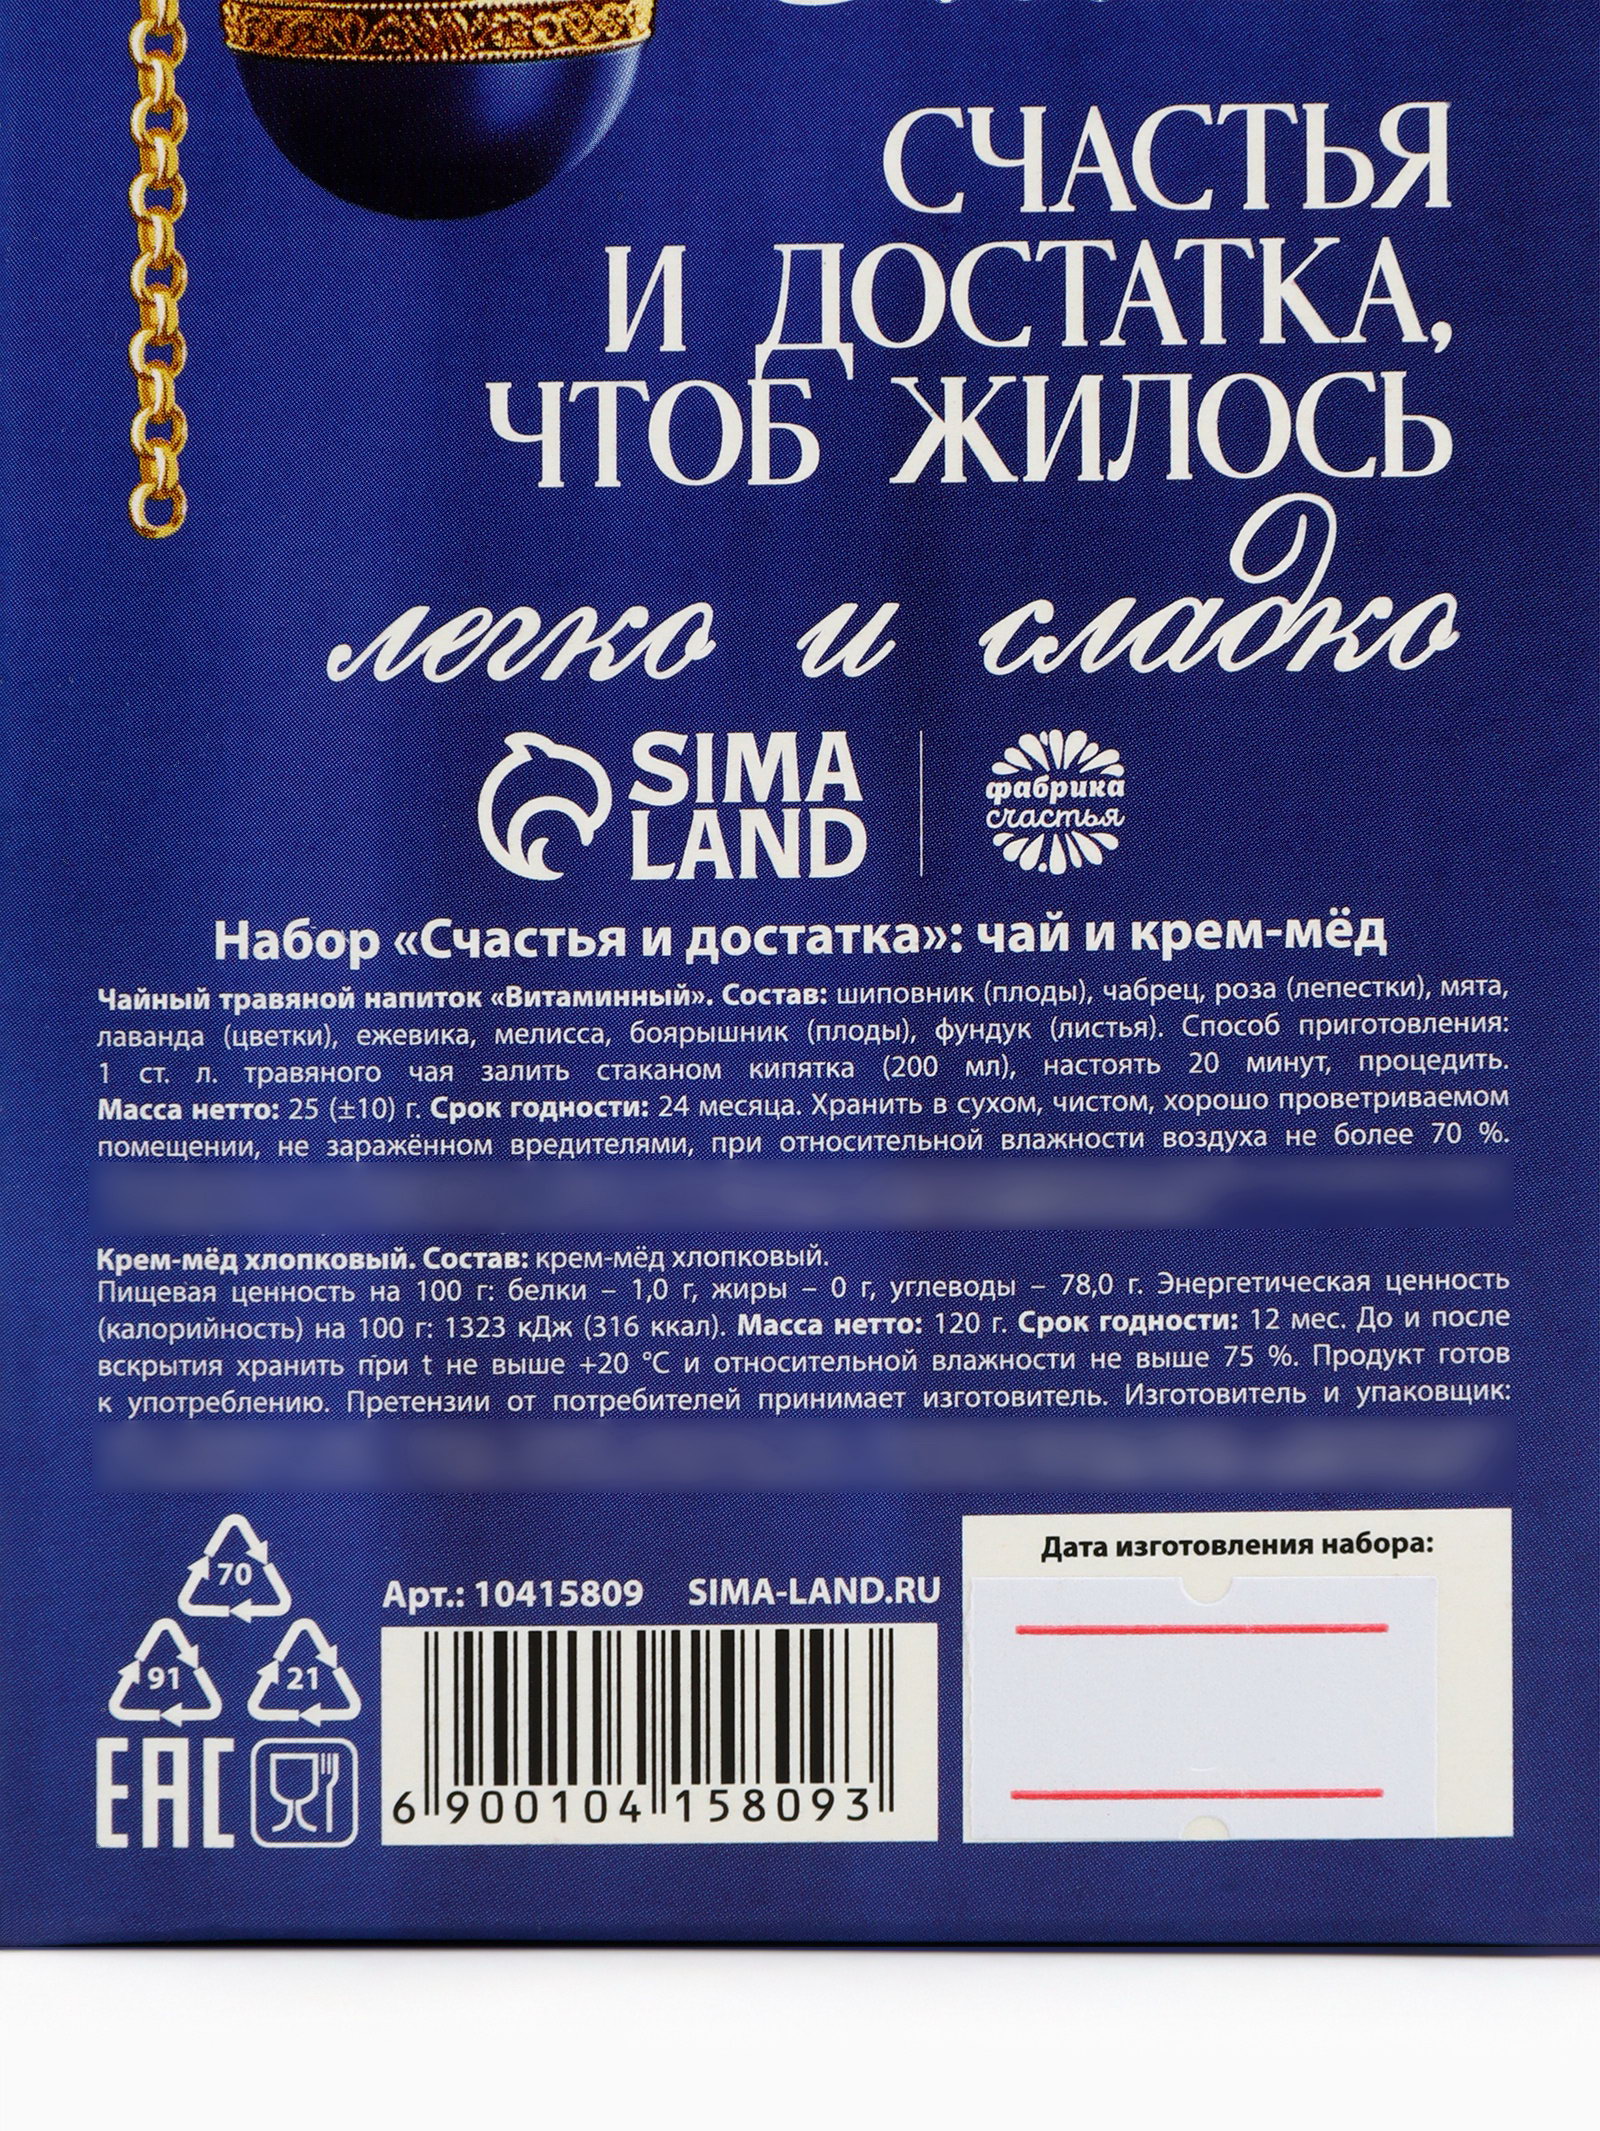 СЧАСТЬЯ
И ДОСТАТКА,
ЧТОБ ЖИЛОСЬ
легко и сладко
SIMA
LAND
фабрика
счастья
Набор «Счастья и достатка»: чай и крем-мёд
Чайный травяной напиток «Витаминный». Состав: шиповник (плоды), чабрец, роза (лепестки), мята,
лаванда (цветки), ежевика, мелисса, боярышник (плоды), фундук (листья). Способ приготовления:
1 ст. л. травяного чая залить стаканом кипятка (200 мл), настоять 20 минут, процедить.
Масса нетто: 25 (±10) г. Срок годности: 24 месяца. Хранить в сухом, чистом, хорошо проветриваемом
помещении, не заражённом вредителями, при относительной влажности воздуха не более 70 %.
Крем-мёд хлопковый. Состав: крем-мёд хлопковый.
Пищевая ценность на 100 г: белки – 1,0 г, жиры – 0 г, углеводы – 78,0 г. Энергетическая ценность
(калорийность) на 100 г: 1323 кДж (316 ккал). Масса нетто: 120 г. Срок годности: 12 мес. До и после
вскрытия хранить при t не выше +20 °С и относительной влажности не выше 75 %. Продукт готов
к употреблению. Претензии от потребителей принимает изготовитель. Изготовитель и упаковщик:
70
91 21
EAC
Арт.: 10415809 SIMA-LAND.RU
6 900104 158093
Дата изготовления набора: